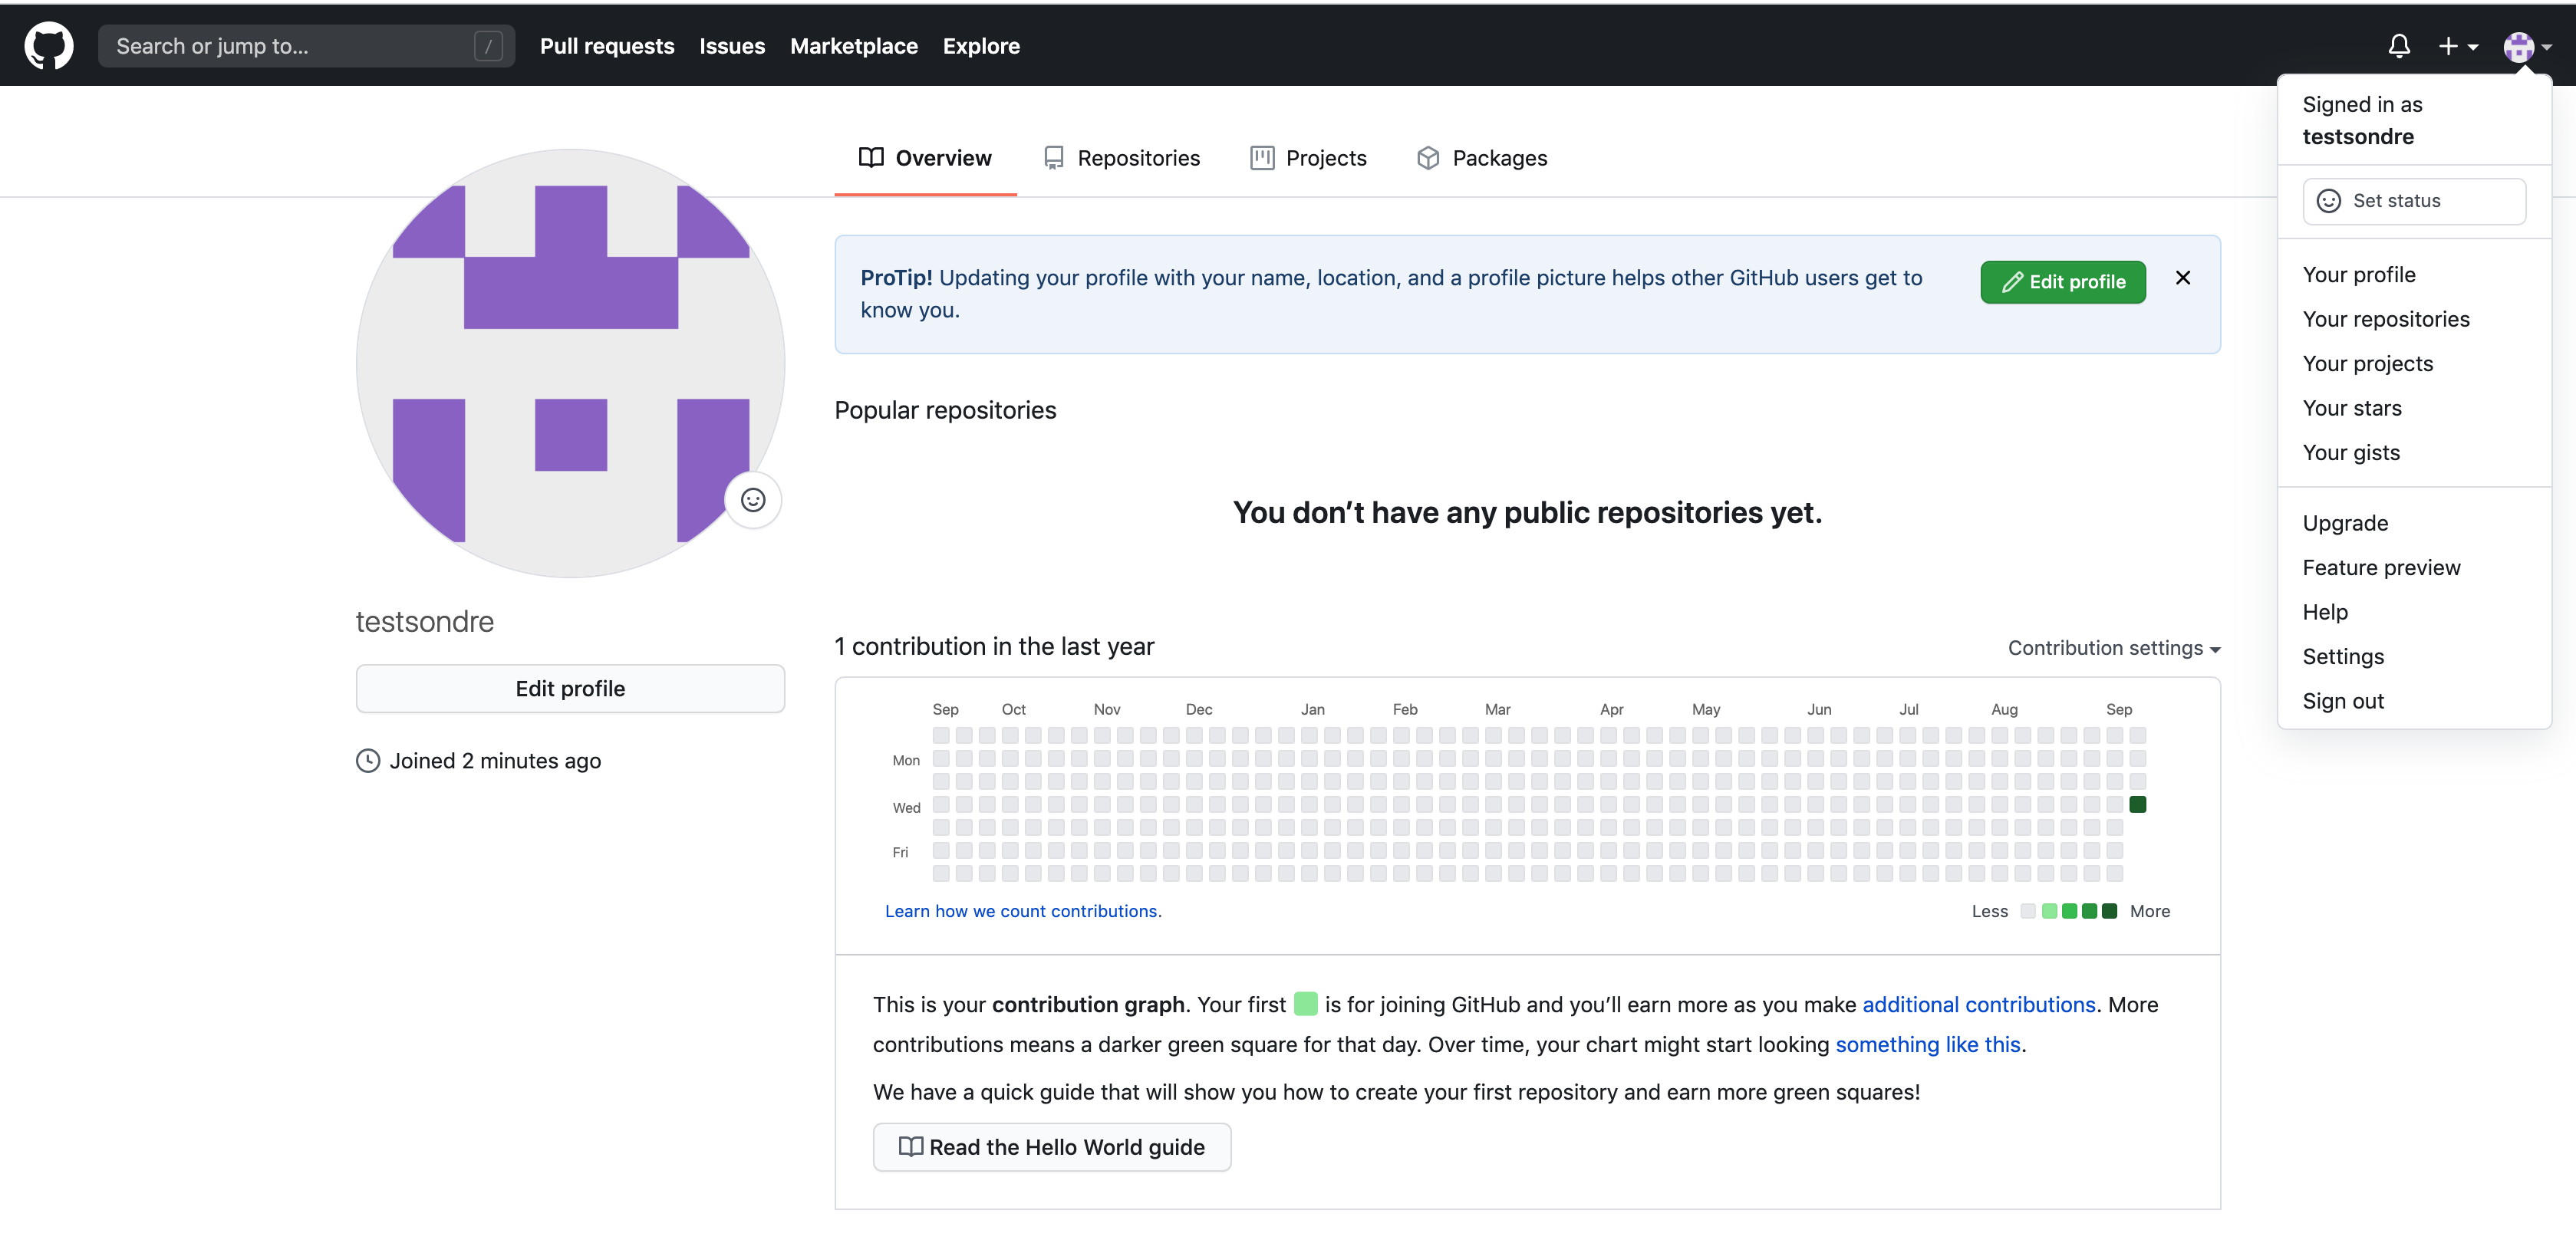 Search or jump to... / Pull requests Issues Marketplace Explore
Signed in as
testsondre
Set status
Your profile
Your repositories
Your projects
Your stars
Your gists
Upgrade
Feature preview
Help
Settings
Sign out
Overview Repositories Projects Packages
ProTip! Updating your profile with your name, location, and a profile picture helps other GitHub users get to
know you.
Edit profile
Popular repositories
You don’t have any public repositories yet.
testsondre
Edit profile
Joined 2 minutes ago
1 contribution in the last year
Contribution settings
Sep Oct Nov Dec Jan Feb Mar Apr May Jun Jul Aug Sep
Mon
Wed
Fri
Learn how we count contributions.
Less More
This is your contribution graph. Your first is for joining GitHub and you’ll earn more as you make additional contributions. More
contributions means a darker green square for that day. Over time, your chart might start looking something like this.
We have a quick guide that will show you how to create your first repository and earn more green squares!
Read the Hello World guide